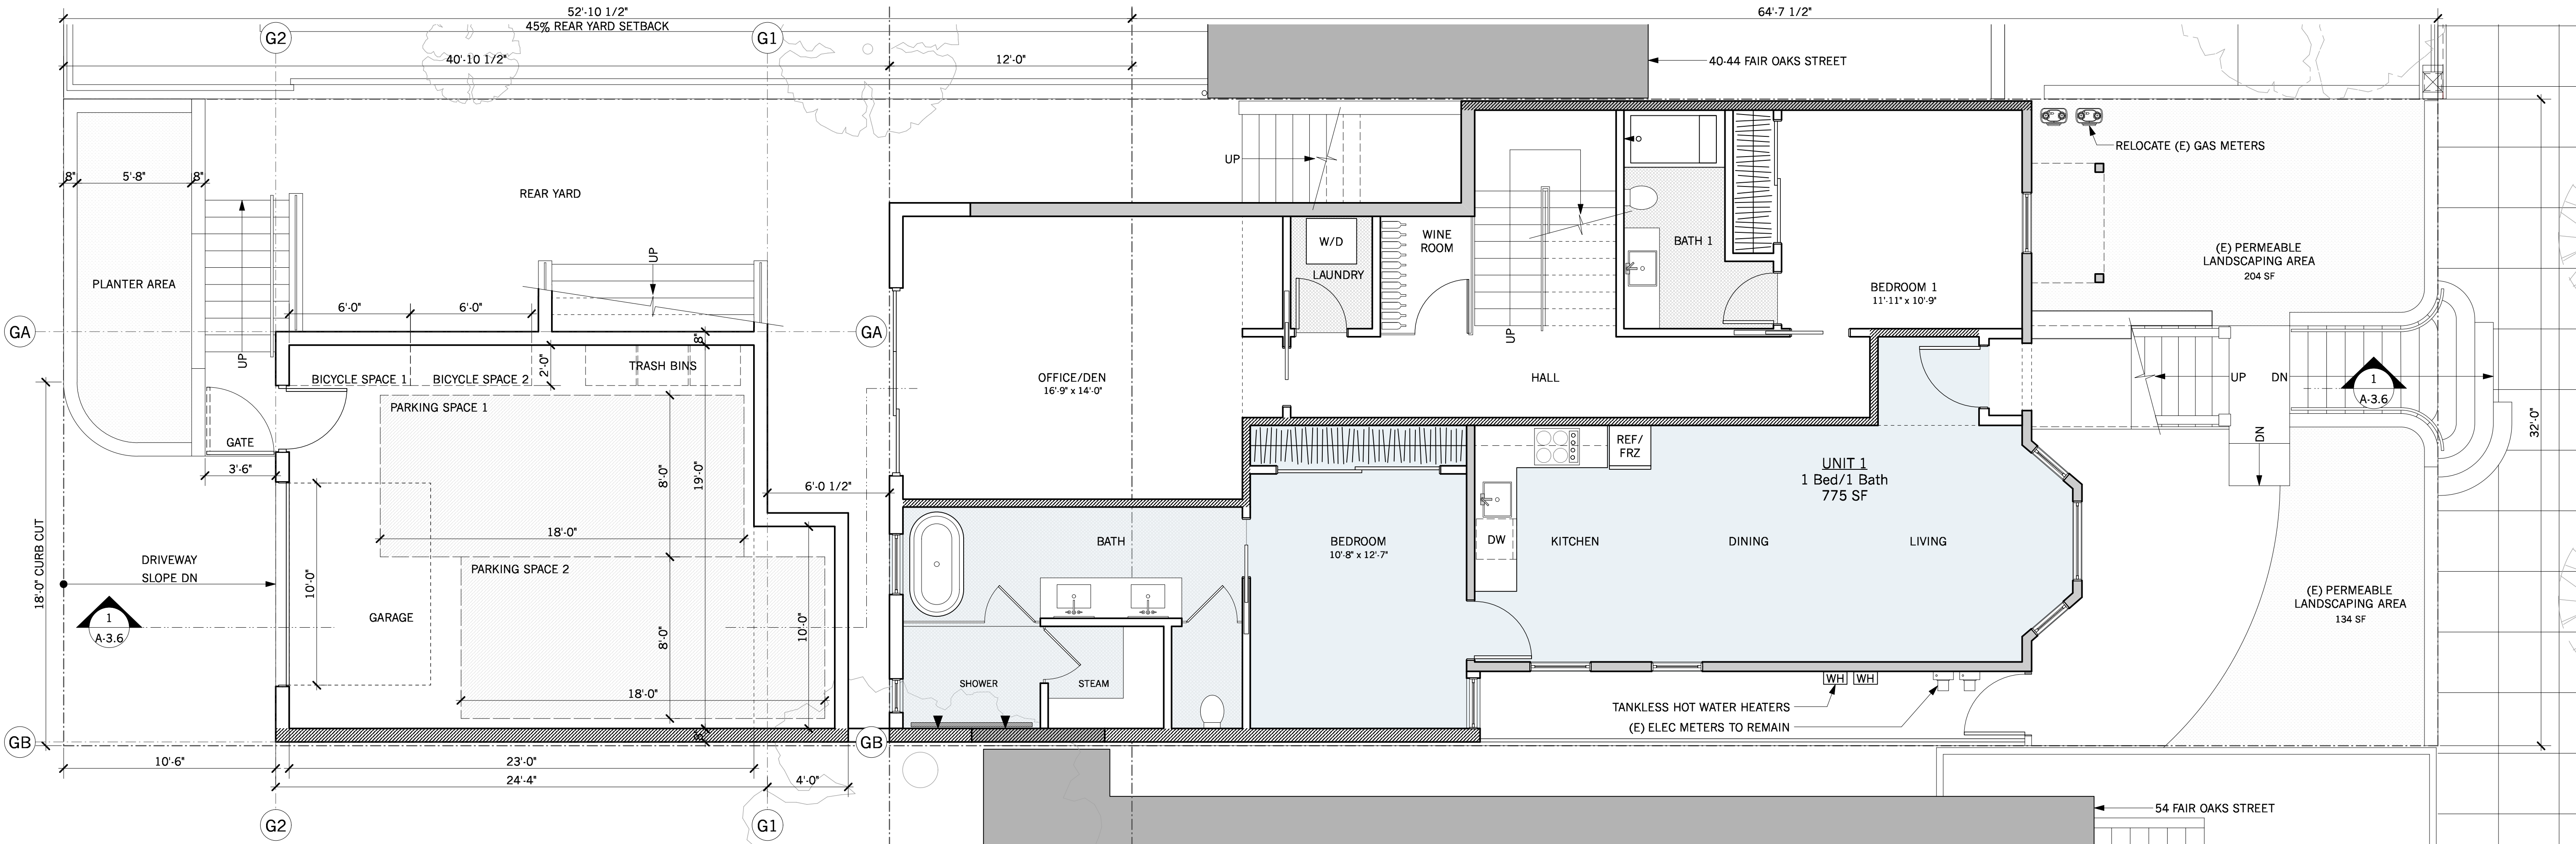 52'-10 1/2"
64'-7 1/2"
45% REAR YARD SETBACK
G2
G1
40'-10 1/2"
12'-0"
40-44 FAIR OAKS STREET
RELOCATE (E) GAS METERS
UP
8"
5'-8"
8"
REAR YARD
W/D
WINE
ROOM
BATH 1
LAUNDRY
UP
(E) PERMEABLE
LANDSCAPING AREA
204 SF
PLANTER AREA
BEDROOM 1
11'-11" x 10'-9"
6'-0"
6'-0"
GA
GA
8"
UP
UP
BICYCLE SPACE 1
BICYCLE SPACE 2
2'-0"
TRASH BINS
OFFICE/DEN
16'-9" x 14'-0"
HALL
UP
DN
1
A-3.6
PARKING SPACE 1
GATE
3'-6"
8'-0"
19'-0"
6'-0 1/2"
REF/
FRZ
UNIT 1
1 Bed/1 Bath
775 SF
DN
32'-0"
18'-0"
BATH
BEDROOM
10'-8" x 12'-7"
DW
KITCHEN
DINING
LIVING
18'-0" CURB CUT
DRIVEWAY
SLOPE DN
PARKING SPACE 2
10'-0"
GARAGE
8'-0"
10'-0"
1
A-3.6
(E) PERMEABLE
LANDSCAPING AREA
134 SF
18'-0"
SHOWER
STEAM
WH
WH
TANKLESS HOT WATER HEATERS
(E) ELEC METERS TO REMAIN
GB
8"
GB
10'-6"
23'-0"
24'-4"
4'-0"
54 FAIR OAKS STREET
G2
G1